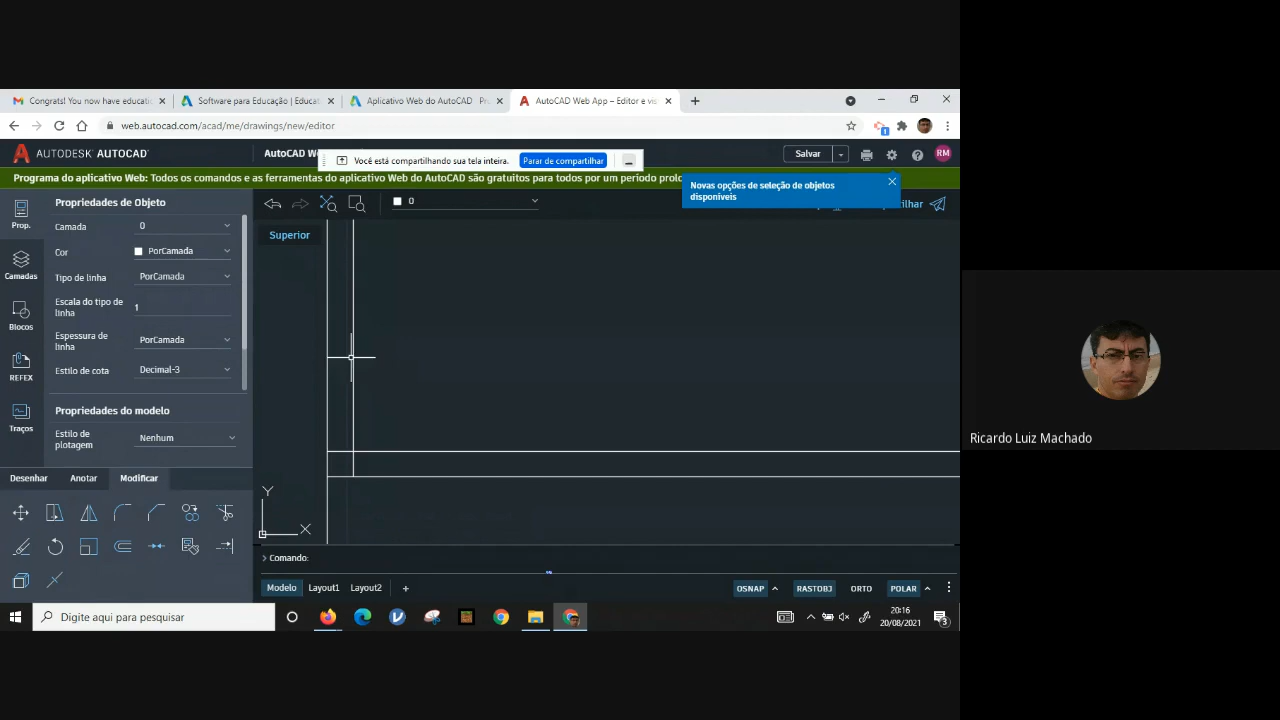 Congrats! You now have educati
Software para Educação | Educat
Aplicativo Web do AutoCAD
AutoCAD Web App – Editor e vis
web.autocad.com/acad/me/drawings/new/editor
AUTODESK® AUTOCAD®
AutoCAD W
Você está compartilhando sua tela inteira.
Parar de compartilhar
Salvar
RM
Programa do aplicativo Web: Todos os comandos e as ferramentas do aplicativo Web do AutoCAD são gratuitos para todos por um período prolo
Novas opções de seleção de objetos
disponíveis
ilhar
Prop.
Camadas
Blocos
REFEX
Traços
Propriedades de Objeto
Camada 0
Cor PorCamada
Tipo de linha PorCamada
Escala do tipo de
linha 1
Espessura de
linha PorCamada
Estilo de cota Decimal-3
Propriedades do modelo
Estilo de
plotagem Nenhum
0
Superior
Y
X
Desenhar Anotar Modificar
Comando:
Modelo Layout1 Layout2 +
OSNAP RASTOBJ ORTO POLAR
Digite aqui para pesquisar
20:16
20/08/2021
3
Ricardo Luiz Machado